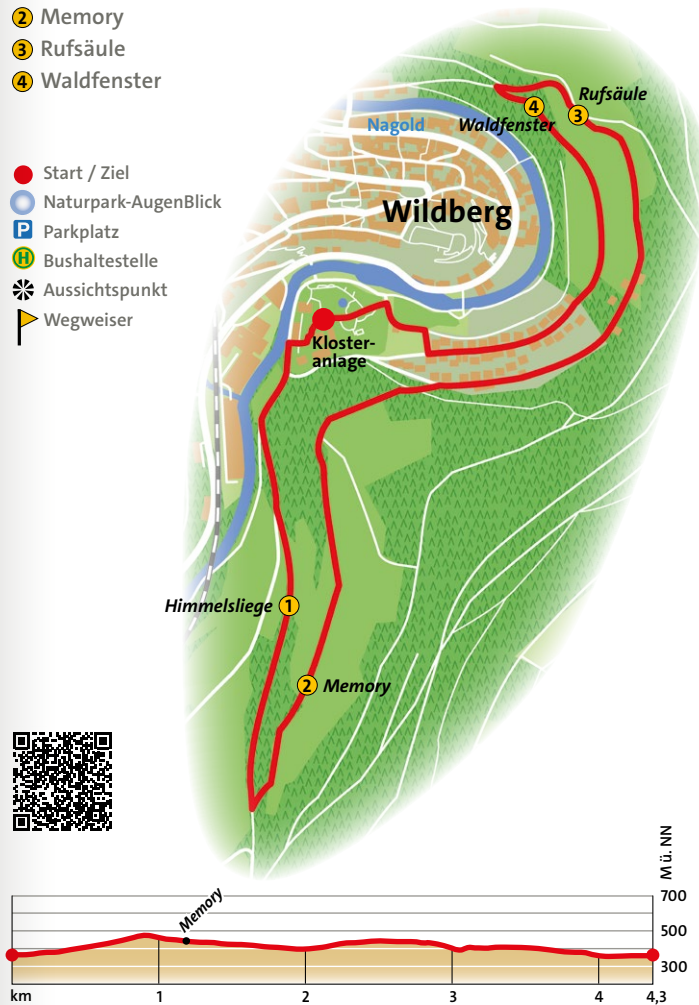 2 Memory
3 Rufsäule
4 Waldfenster
Start / Ziel
Naturpark-AugenBlick
P Parkplatz
H Bushaltestelle
Aussichtspunkt
Wegweiser
Rufsäule
4
3
Nagold
Waldfenster
Wildberg
Kloster-
anlage
Himmelsliege 1
2 Memory
M ü. NN
Memory
700
500
300
km
1
2
3
4
4,3